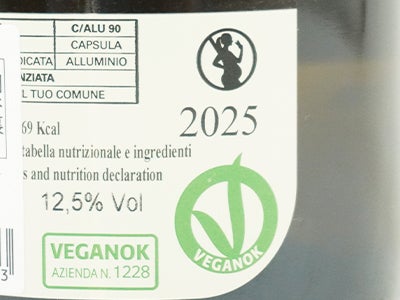 C/ALU 90
CAPSULA
DICATA ALLUMINIO
NZIATA
L TUO COMUNE
2025
69 Kcal
tabella nutrizionale e ingredienti
s and nutrition declaration
12,5% Vol
VEGANOK
VEGANOK
AZIENDA N. 1228
3